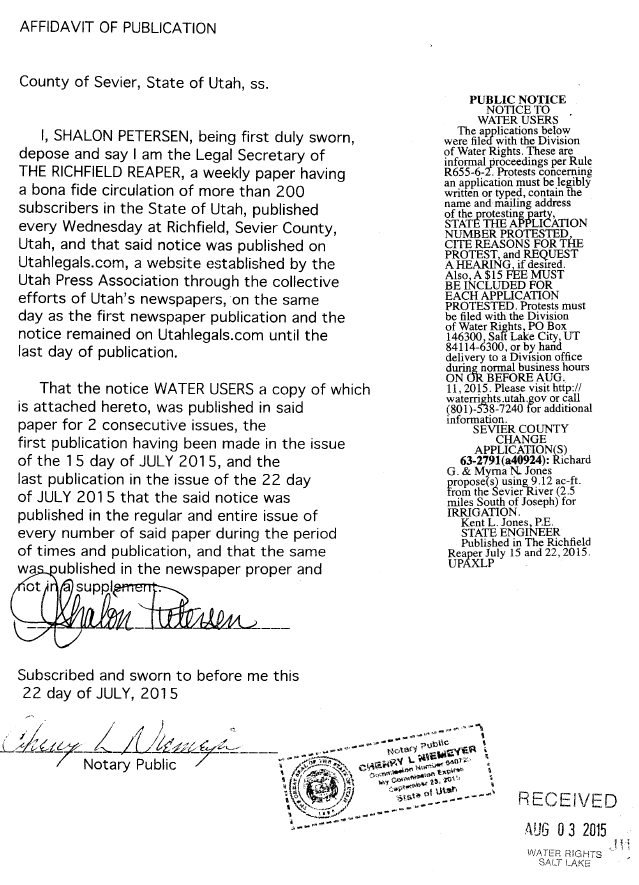 AFFIDAVIT OF PUBLICATION
County of Sevier, State of Utah, ss.
I, SHALON PETERSEN, being first duly sworn,
depose and say I am the Legal Secretary of
THE RICHFIELD REAPER, a weekly paper having
a bona fide circulation of more than 200
subscribers in the State of Utah, published
every Wednesday at Richfield, Sevier County,
Utah, and that said notice was published on
Utahlegals.com, a website established by the
Utah Press Association through the collective
efforts of Utah's newspapers, on the same
day as the first newspaper publication and the
notice remained on Utahlegals.com until the
last day of publication.
That the notice WATER USERS a copy of which
is attached hereto, was published in said
paper for 2 consecutive issues, the
first publication having been made in the issue
of the 15 day of JULY 2015, and the
last publication in the issue of the 22 day
of JULY 2015 that the said notice was
published in the regular and entire issue of
every number of said paper during the period
of times and publication, and that the same
was published in the newspaper proper and
not in a supplement.
Shalon Petersen
Subscribed and sworn to before me this
22 day of JULY, 2015
Cherry L Niemeyer
Notary Public
PUBLIC NOTICE
NOTICE TO
WATER USERS
The applications below
were filed with the Division
of Water Rights. These are
informal proceedings per Rule
R655-6-2. Protests concerning
an application must be legibly
written or typed, contain the
name and mailing address
of the protesting party,
STATE THE APPLICATION
NUMBER PROTESTED,
CITE REASONS FOR THE
PROTEST, and REQUEST
A HEARING, if desired.
Also, A $15 FEE MUST
BE INCLUDED FOR
EACH APPLICATION
PROTESTED. Protests must
be filed with the Division
of Water Rights, PO Box
146300, Salt Lake City, UT
84114-6300, or by hand
delivery to a Division office
during normal business hours
ON OR BEFORE AUG.
11, 2015. Please visit http://
waterrights.utah.gov or call
(801)-538-7240 for additional
information.
SEVIER COUNTY
CHANGE
APPLICATION(S)
63-2791(a40924): Richard
G. & Myrna N. Jones
propose(s) using 9.12 ac-ft.
from the Sevier River (2.5
miles South of Joseph) for
IRRIGATION.
Kent L. Jones, P.E.
STATE ENGINEER
Published in The Richfield
Reaper July 15 and 22, 2015.
UPAXLP
Notary Public
CHERRY L NIEMEYER
Commission Number
My Commission Expires
September 23, 2015
State of Utah
THE GREAT SEAL OF THE STATE OF UTAH
1896
RECEIVED
AUG 03 2015
WATER RIGHTS
SALT LAKE